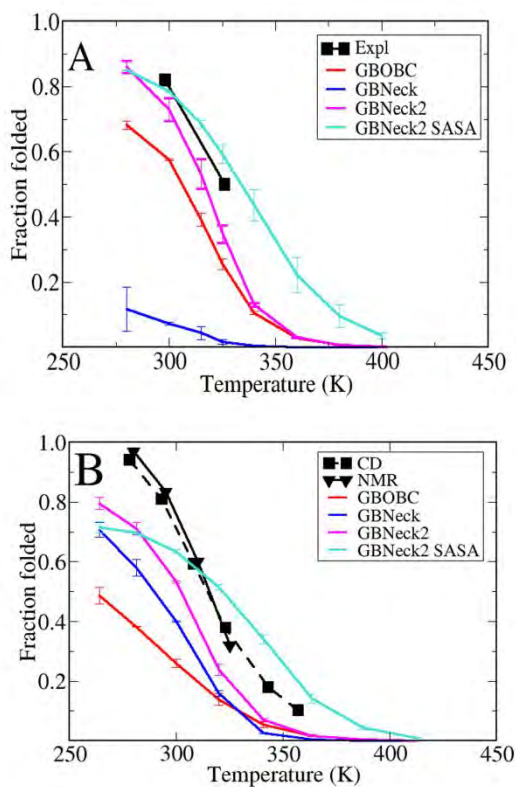 A
Expl
GBOBC
GBNeck
GBNeck2
GBNeck2 SASA
Fraction folded
1.0
0.8
0.6
0.4
0.2
250 300 350 400 450
Temperature (K)
B
CD
NMR
GBOBC
GBNeck
GBNeck2
GBNeck2 SASA
Fraction folded
1.0
0.8
0.6
0.4
0.2
250 300 350 400 450
Temperature (K)